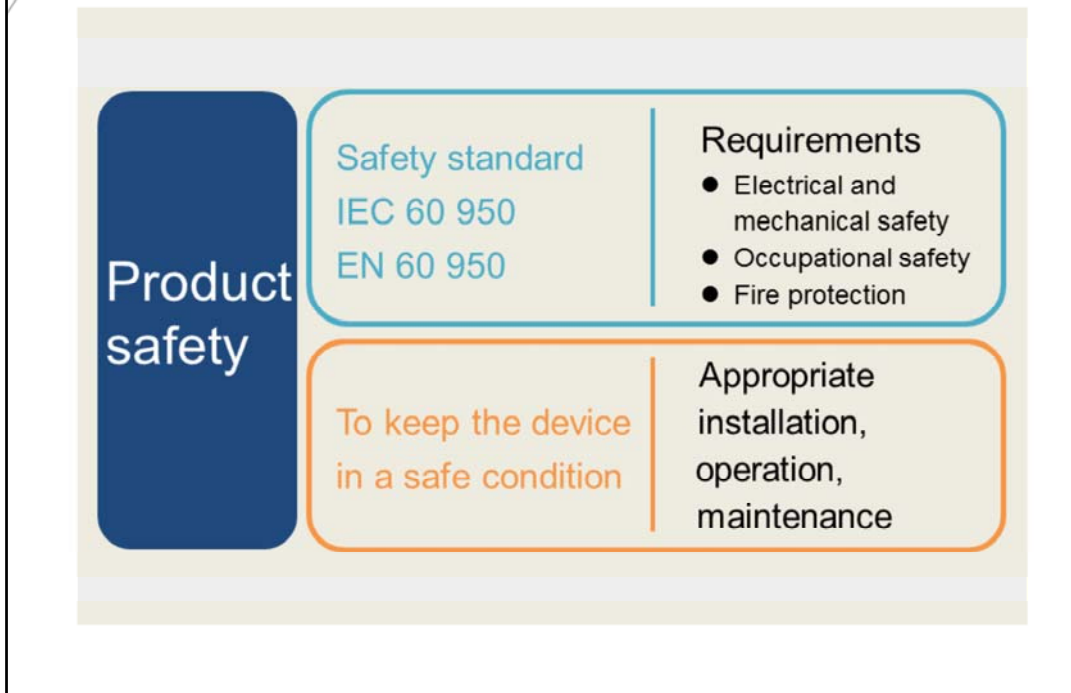 Product
safety
Safety standard
IEC 60 950
EN 60 950
Requirements
● Electrical and
mechanical safety
● Occupational safety
● Fire protection
To keep the device
in a safe condition
Appropriate
installation,
operation,
maintenance